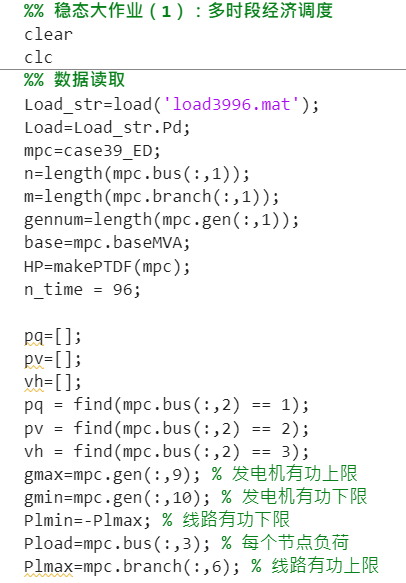 %% 稳态大作业（1）：多时段经济调度
clear
clc
%% 数据读取
Load_str=load('load3996.mat');
Load=Load_str.Pd;
mpc=case39_ED;
n=length(mpc.bus(:,1));
m=length(mpc.branch(:,1));
gennum=length(mpc.gen(:,1));
base=mpc.baseMVA;
HP=makePTDF(mpc);
n_time = 96;
pq=[];
pv=[];
vh=[];
pq = find(mpc.bus(:,2) == 1);
pv = find(mpc.bus(:,2) == 2);
vh = find(mpc.bus(:,2) == 3);
gmax=mpc.gen(:,9); % 发电机有功上限
gmin=mpc.gen(:,10); % 发电机有功下限
Plmin=-Plmax; % 线路有功下限
Pload=mpc.bus(:,3); % 每个节点负荷
Plmax=mpc.branch(:,6); % 线路有功上限